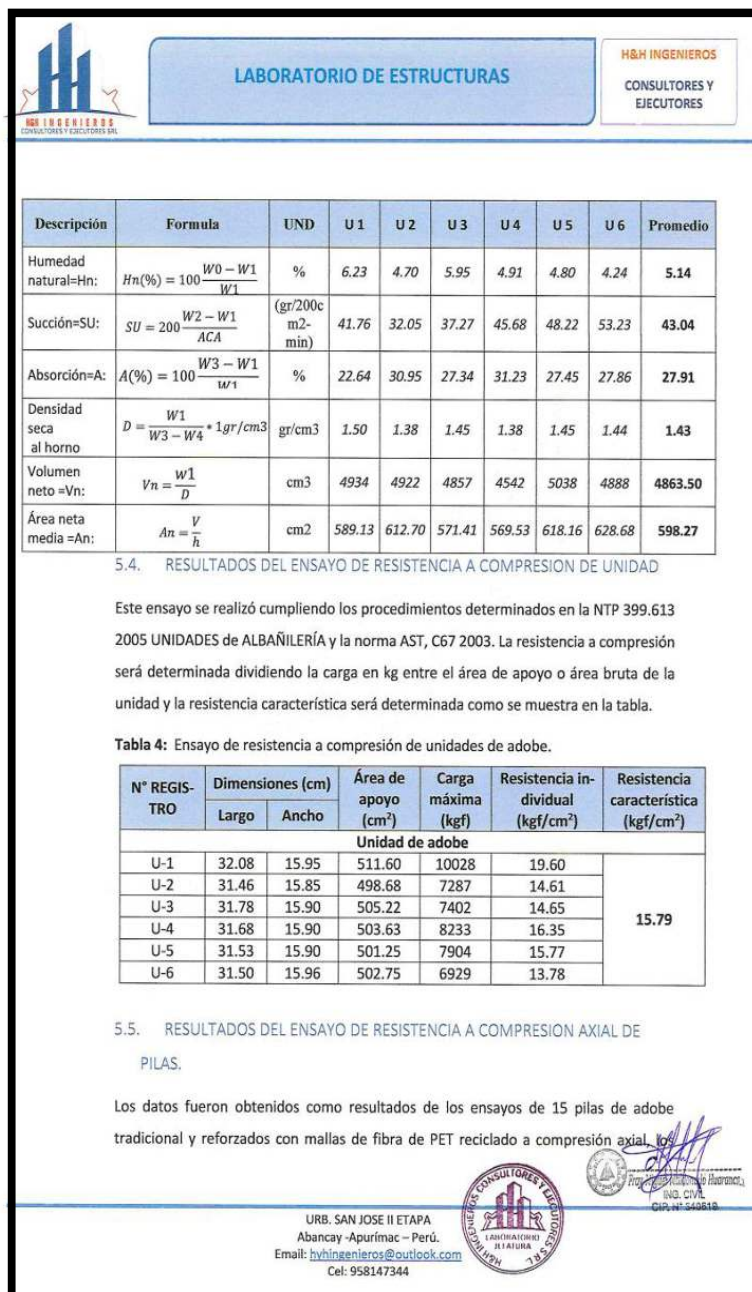 H&H INGENIEROS
CONSULTORES Y EJECUTORES SRL
LABORATORIO DE ESTRUCTURAS
H&H INGENIEROS
CONSULTORES Y
EJECUTORES
Descripción Formula UND U 1 U 2 U 3 U 4 U 5 U 6 Promedio
Humedad natural=Hn: Hn(%) = 100 (W0 − W1)/W1 % 6.23 4.70 5.95 4.91 4.80 4.24 5.14
Succión=SU: SU = 200 (W2 − W1)/ACA (gr/200cm2-min) 41.76 32.05 37.27 45.68 48.22 53.23 43.04
Absorción=A: A(%) = 100 (W3 − W1)/W1 % 22.64 30.95 27.34 31.23 27.45 27.86 27.91
Densidad seca al horno D = W1/(W3 − W4) * 1gr/cm3 gr/cm3 1.50 1.38 1.45 1.38 1.45 1.44 1.43
Volumen neto =Vn: Vn = w1/D cm3 4934 4922 4857 4542 5038 4888 4863.50
Área neta media =An: An = V/h cm2 589.13 612.70 571.41 569.53 618.16 628.68 598.27
5.4. RESULTADOS DEL ENSAYO DE RESISTENCIA A COMPRESION DE UNIDAD
Este ensayo se realizó cumpliendo los procedimientos determinados en la NTP 399.613
2005 UNIDADES de ALBAÑILERÍA y la norma AST, C67 2003. La resistencia a compresión
será determinada dividiendo la carga en kg entre el área de apoyo o área bruta de la
unidad y la resistencia característica será determinada como se muestra en la tabla.
Tabla 4: Ensayo de resistencia a compresión de unidades de adobe.
N° REGIS-TRO Dimensiones (cm) Área de apoyo (cm²) Carga máxima (kgf) Resistencia in-dividual (kgf/cm²) Resistencia característica (kgf/cm²)
Largo Ancho
Unidad de adobe
U-1 32.08 15.95 511.60 10028 19.60
U-2 31.46 15.85 498.68 7287 14.61
U-3 31.78 15.90 505.22 7402 14.65
15.79
U-4 31.68 15.90 503.63 8233 16.35
U-5 31.53 15.90 501.25 7904 15.77
U-6 31.50 15.96 502.75 6929 13.78
5.5. RESULTADOS DEL ENSAYO DE RESISTENCIA A COMPRESION AXIAL DE
PILAS.
Los datos fueron obtenidos como resultados de los ensayos de 15 pilas de adobe
tradicional y reforzados con mallas de fibra de PET reciclado a compresión axial, los
ING. CIVIL
CIP. N°
URB. SAN JOSE II ETAPA
Abancay -Apurímac – Perú.
Email: hyhingenieros@outlook.com
Cel: 958147344
H&H INGENIEROS CONSULTORES Y EJECUTORES S.R.L.
LABORATORIO
JEFATURA